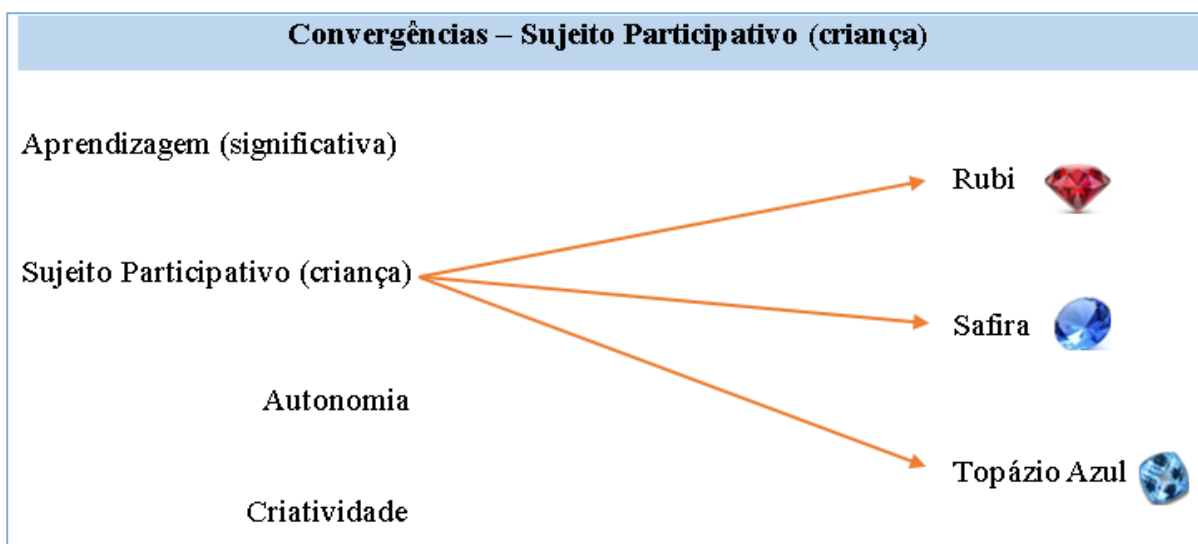 Convergências – Sujeito Participativo (criança)
Aprendizagem (significativa)
Rubi
Sujeito Participativo (criança)
Safira
Autonomia
Topázio Azul
Criatividade